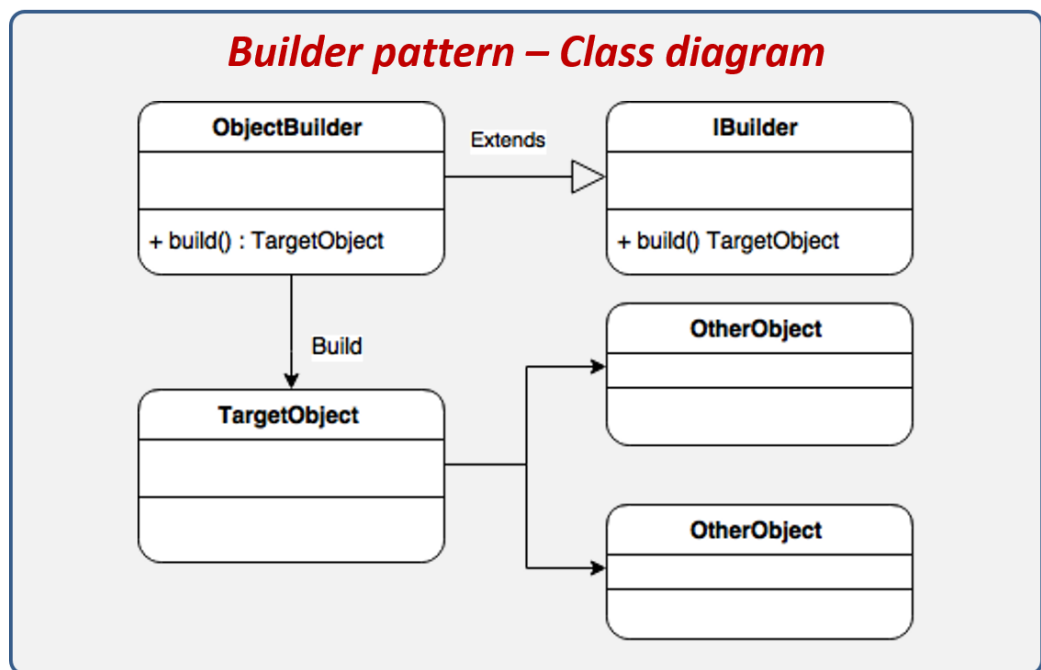 Builder pattern – Class diagram
ObjectBuilder
+ build() : TargetObject
Extends
IBuilder
+ build() TargetObject
Build
TargetObject
OtherObject
OtherObject